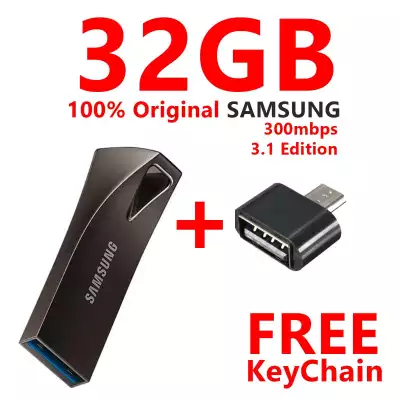 32GB
100% Original SAMSUNG
300mbps
3.1 Edition
+
SAMSUNG
FREE
KeyChain